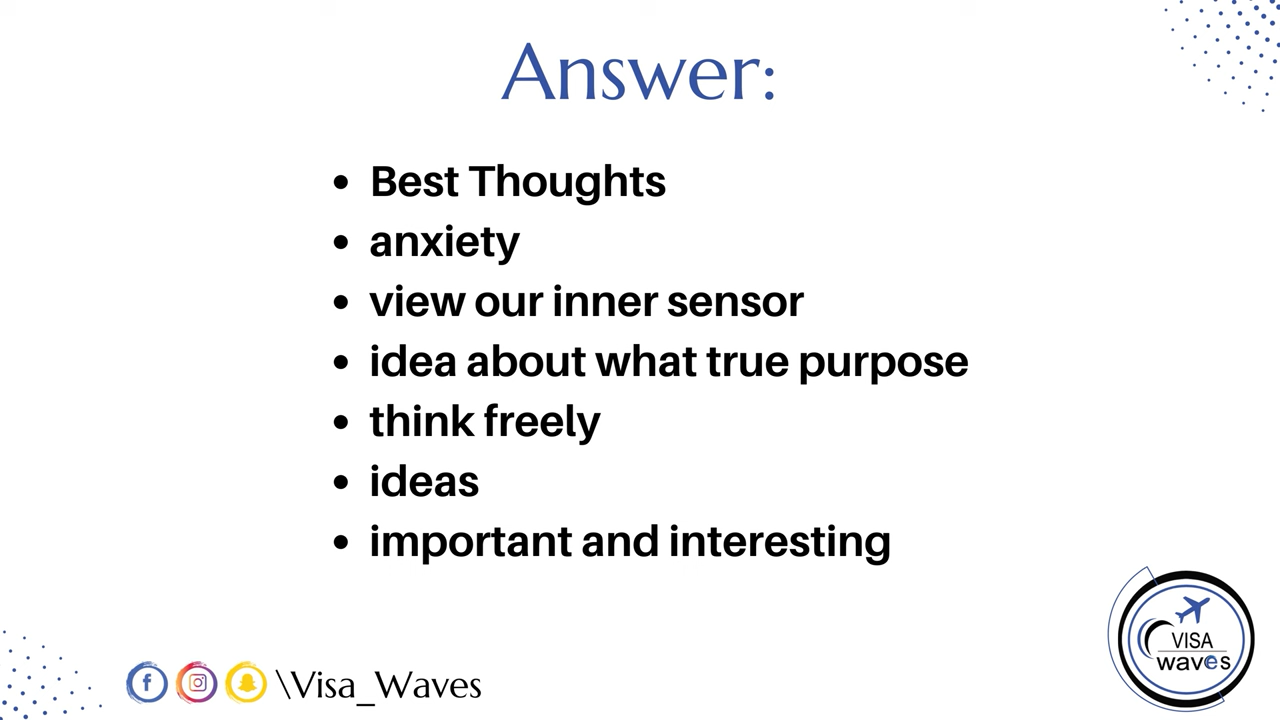 Answer:
• Best Thoughts
• anxiety
• view our inner sensor
• idea about what true purpose
• think freely
• ideas
• important and interesting
\Visa_Waves
VISA
waves